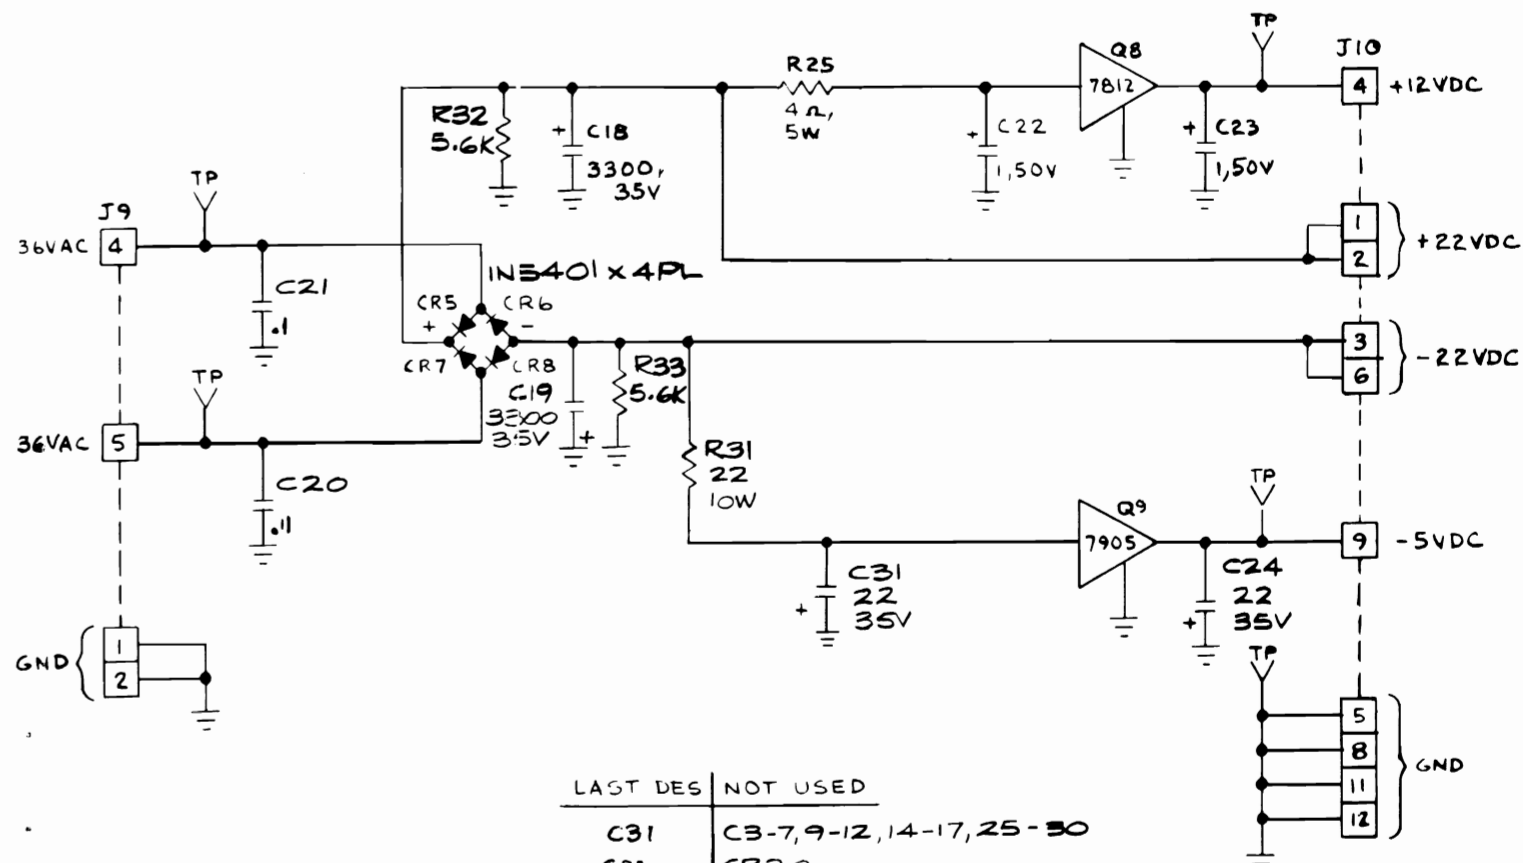 TP
J10
Q8
7812
4
+12VDC
R25
4Ω,
5W
R32
5.6K
+
C18
3300,
35V
+
C22
1,50V
+
C23
1,50V
TP
J9
36VAC 4
1
2
+22VDC
IN5401 x 4PL
C21
.1
CR5
CR6
+
-
CR7
CR8
3
6
-22VDC
R33
5.6K
C19
3300
35V
+
TP
36VAC 5
C20
.1
R31
22
10W
TP
Q9
7905
9
-5VDC
C31
22
35V
+
C24
22
35V
+
GND
1
2
TP
5
8
11
12
GND
LAST DES NOT USED
C31 C3-7,9-12,14-17,25-30